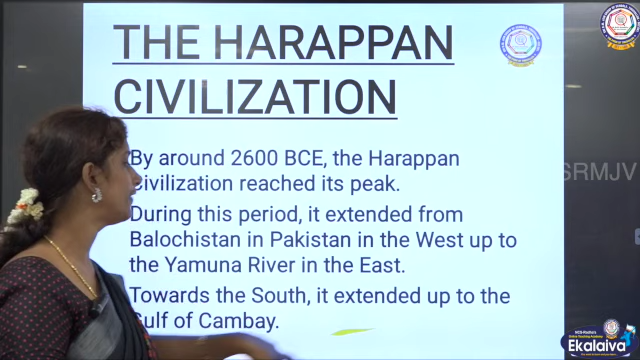 THE HARAPPAN
CIVILIZATION
By around 2600 BCE, the Harappan
Civilization reached its peak.
During this period, it extended from
Balochistan in Pakistan in the West up to
the Yamuna River in the East.
Towards the South, it extended up to the
Gulf of Cambay.
SRMJV
Ekalaiva